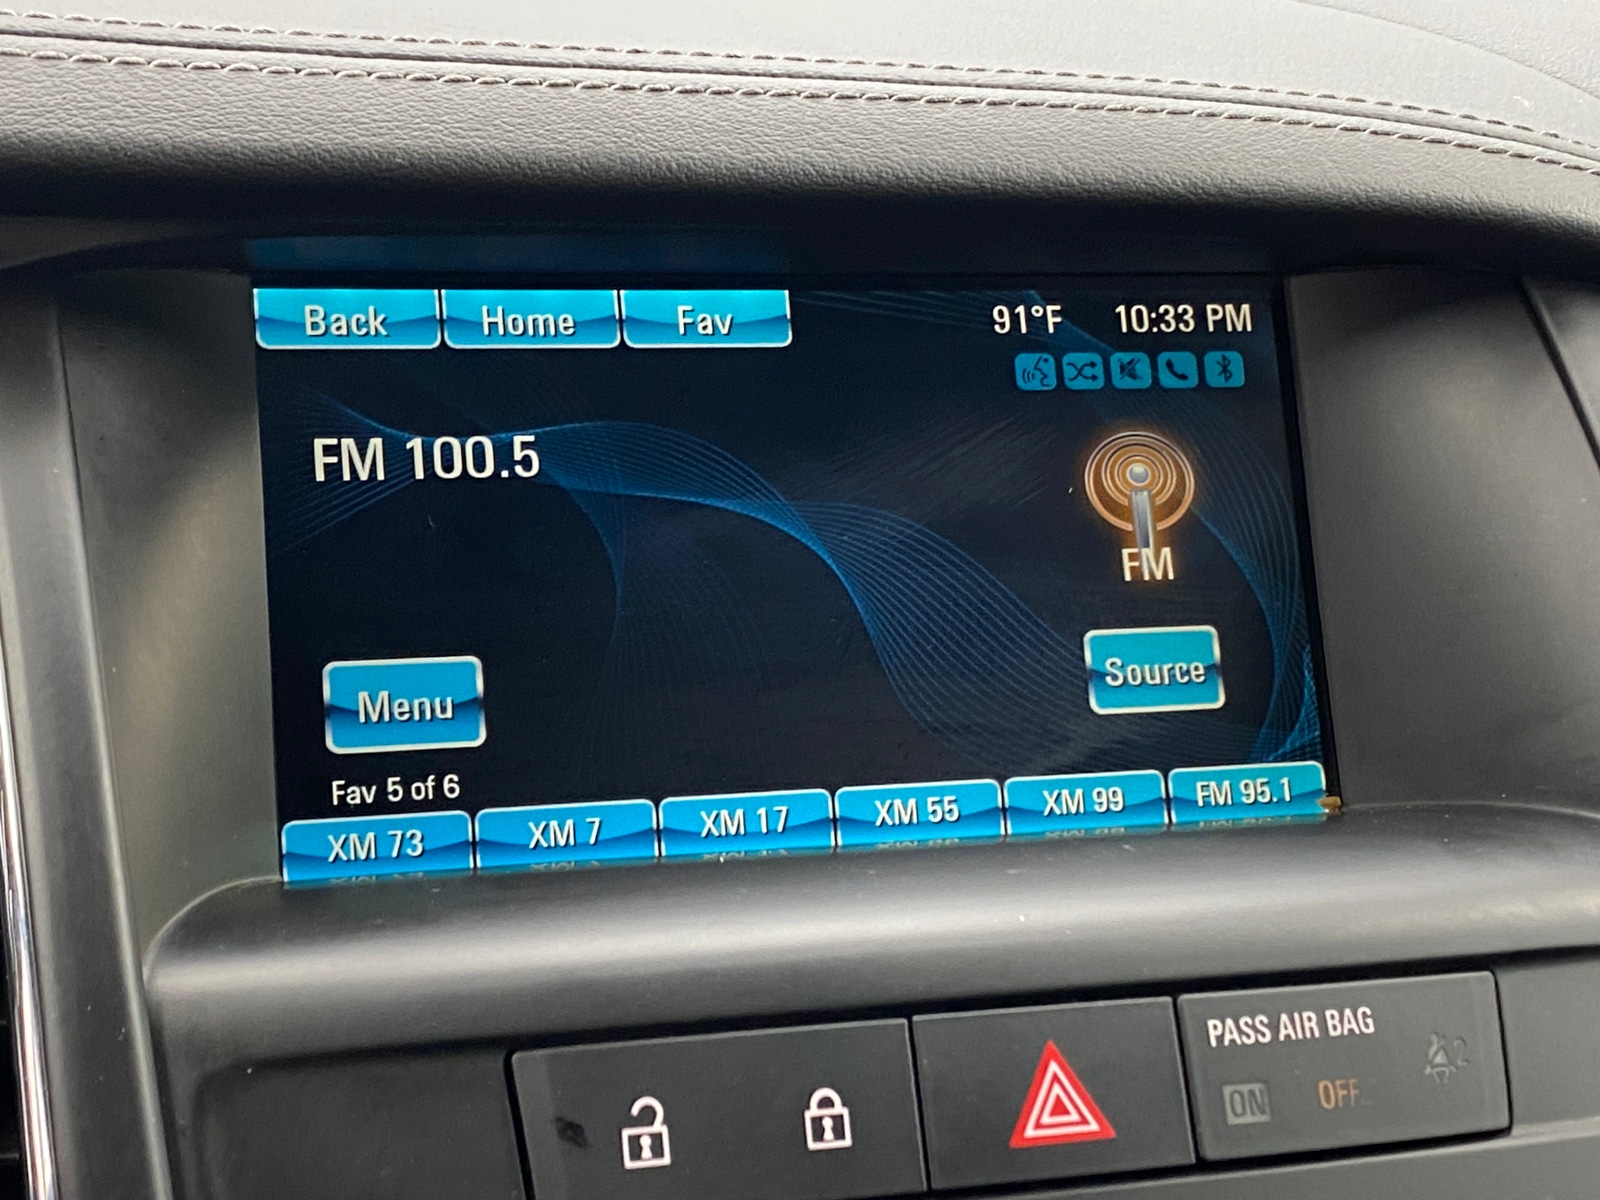 Back Home Fav 91°F 10:33 PM
FM 100.5
FM
Source
Menu
Fav 5 of 6
XM 73 XM 7 XM 17 XM 55 XM 99 FM 95.1
PASS AIR BAG
ON OFF 2